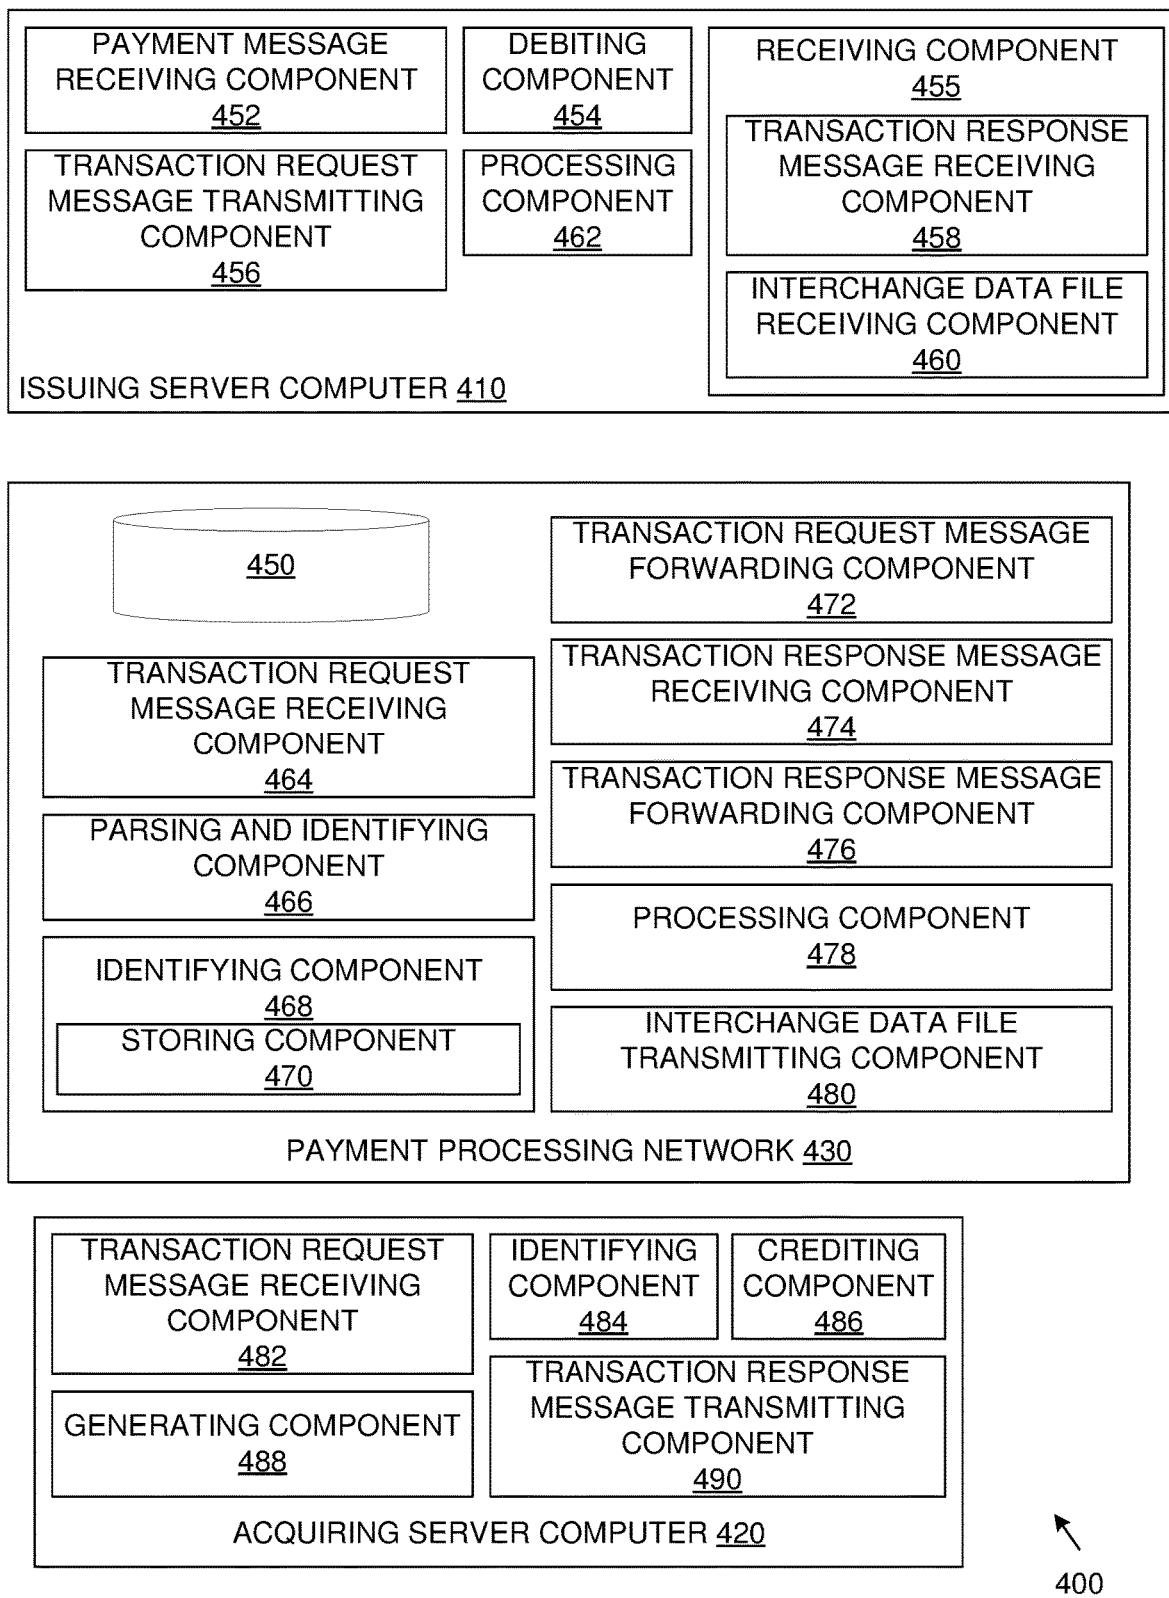 PAYMENT MESSAGE
RECEIVING COMPONENT
452
DEBITING
COMPONENT
454
RECEIVING COMPONENT
455
TRANSACTION RESPONSE
MESSAGE RECEIVING
COMPONENT
458
TRANSACTION REQUEST
MESSAGE TRANSMITTING
COMPONENT
456
PROCESSING
COMPONENT
462
INTERCHANGE DATA FILE
RECEIVING COMPONENT
460
ISSUING SERVER COMPUTER 410
450
TRANSACTION REQUEST
MESSAGE RECEIVING
COMPONENT
464
PARSING AND IDENTIFYING
COMPONENT
466
IDENTIFYING COMPONENT
468
STORING COMPONENT
470
TRANSACTION REQUEST MESSAGE
FORWARDING COMPONENT
472
TRANSACTION RESPONSE MESSAGE
RECEIVING COMPONENT
474
TRANSACTION RESPONSE MESSAGE
FORWARDING COMPONENT
476
PROCESSING COMPONENT
478
INTERCHANGE DATA FILE
TRANSMITTING COMPONENT
480
PAYMENT PROCESSING NETWORK 430
TRANSACTION REQUEST
MESSAGE RECEIVING
COMPONENT
482
IDENTIFYING
COMPONENT
484
CREDITING
COMPONENT
486
GENERATING COMPONENT
488
TRANSACTION RESPONSE
MESSAGE TRANSMITTING
COMPONENT
490
ACQUIRING SERVER COMPUTER 420
400